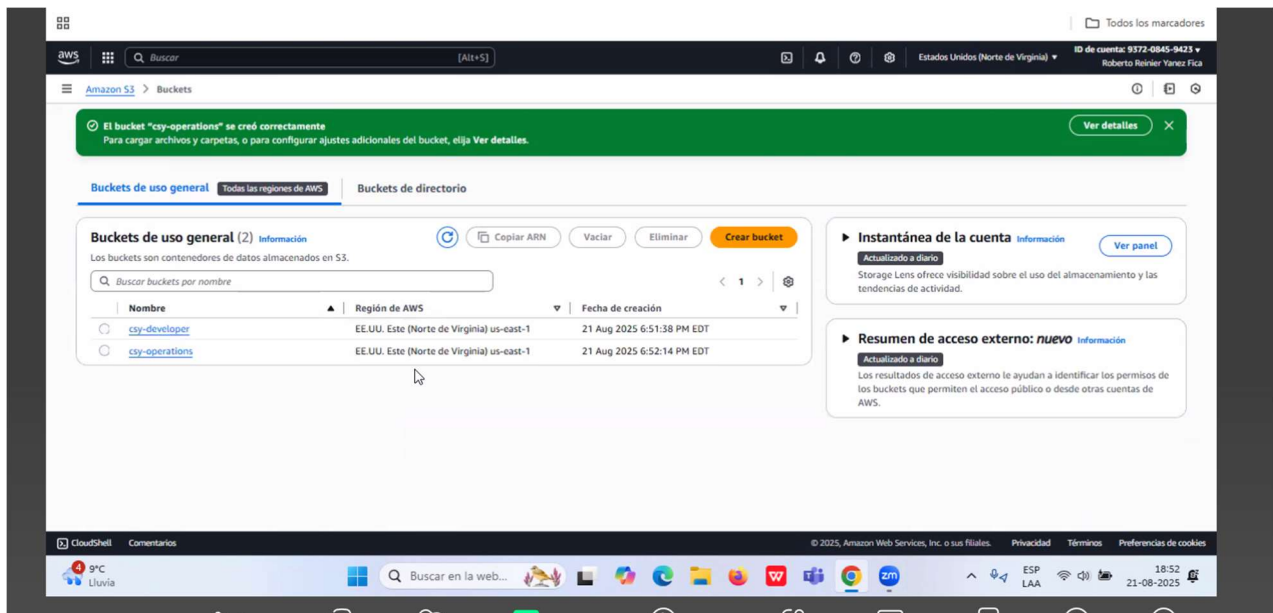 Todos los marcadores
aws
Buscar [Alt+S]
Estados Unidos (Norte de Virginia) ▼
ID de cuenta: 9372-0845-9423 ▼
Roberto Reinier Yanez Fica
Amazon S3 > Buckets
El bucket "csy-operations" se creó correctamente
Para cargar archivos y carpetas, o para configurar ajustes adicionales del bucket, elija Ver detalles.
Ver detalles
Buckets de uso general Todas las regiones de AWS
Buckets de directorio
Buckets de uso general (2) Información
Copiar ARN
Vaciar
Eliminar
Crear bucket
Los buckets son contenedores de datos almacenados en S3.
Buscar buckets por nombre
1
Nombre Región de AWS Fecha de creación
csy-developer EE.UU. Este (Norte de Virginia) us-east-1 21 Aug 2025 6:51:38 PM EDT
csy-operations EE.UU. Este (Norte de Virginia) us-east-1 21 Aug 2025 6:52:14 PM EDT
Instantánea de la cuenta Información
Ver panel
Actualizado a diario
Storage Lens ofrece visibilidad sobre el uso del almacenamiento y las
tendencias de actividad.
Resumen de acceso externo: nuevo Información
Actualizado a diario
Los resultados de acceso externo le ayudan a identificar los permisos de
los buckets que permiten el acceso público o desde otras cuentas de
AWS.
CloudShell Comentarios
© 2025, Amazon Web Services, Inc. o sus filiales. Privacidad Términos Preferencias de cookies
4
9°C
Lluvia
Buscar en la web...
W
zm
ESP
LAA
18:52
21-08-2025